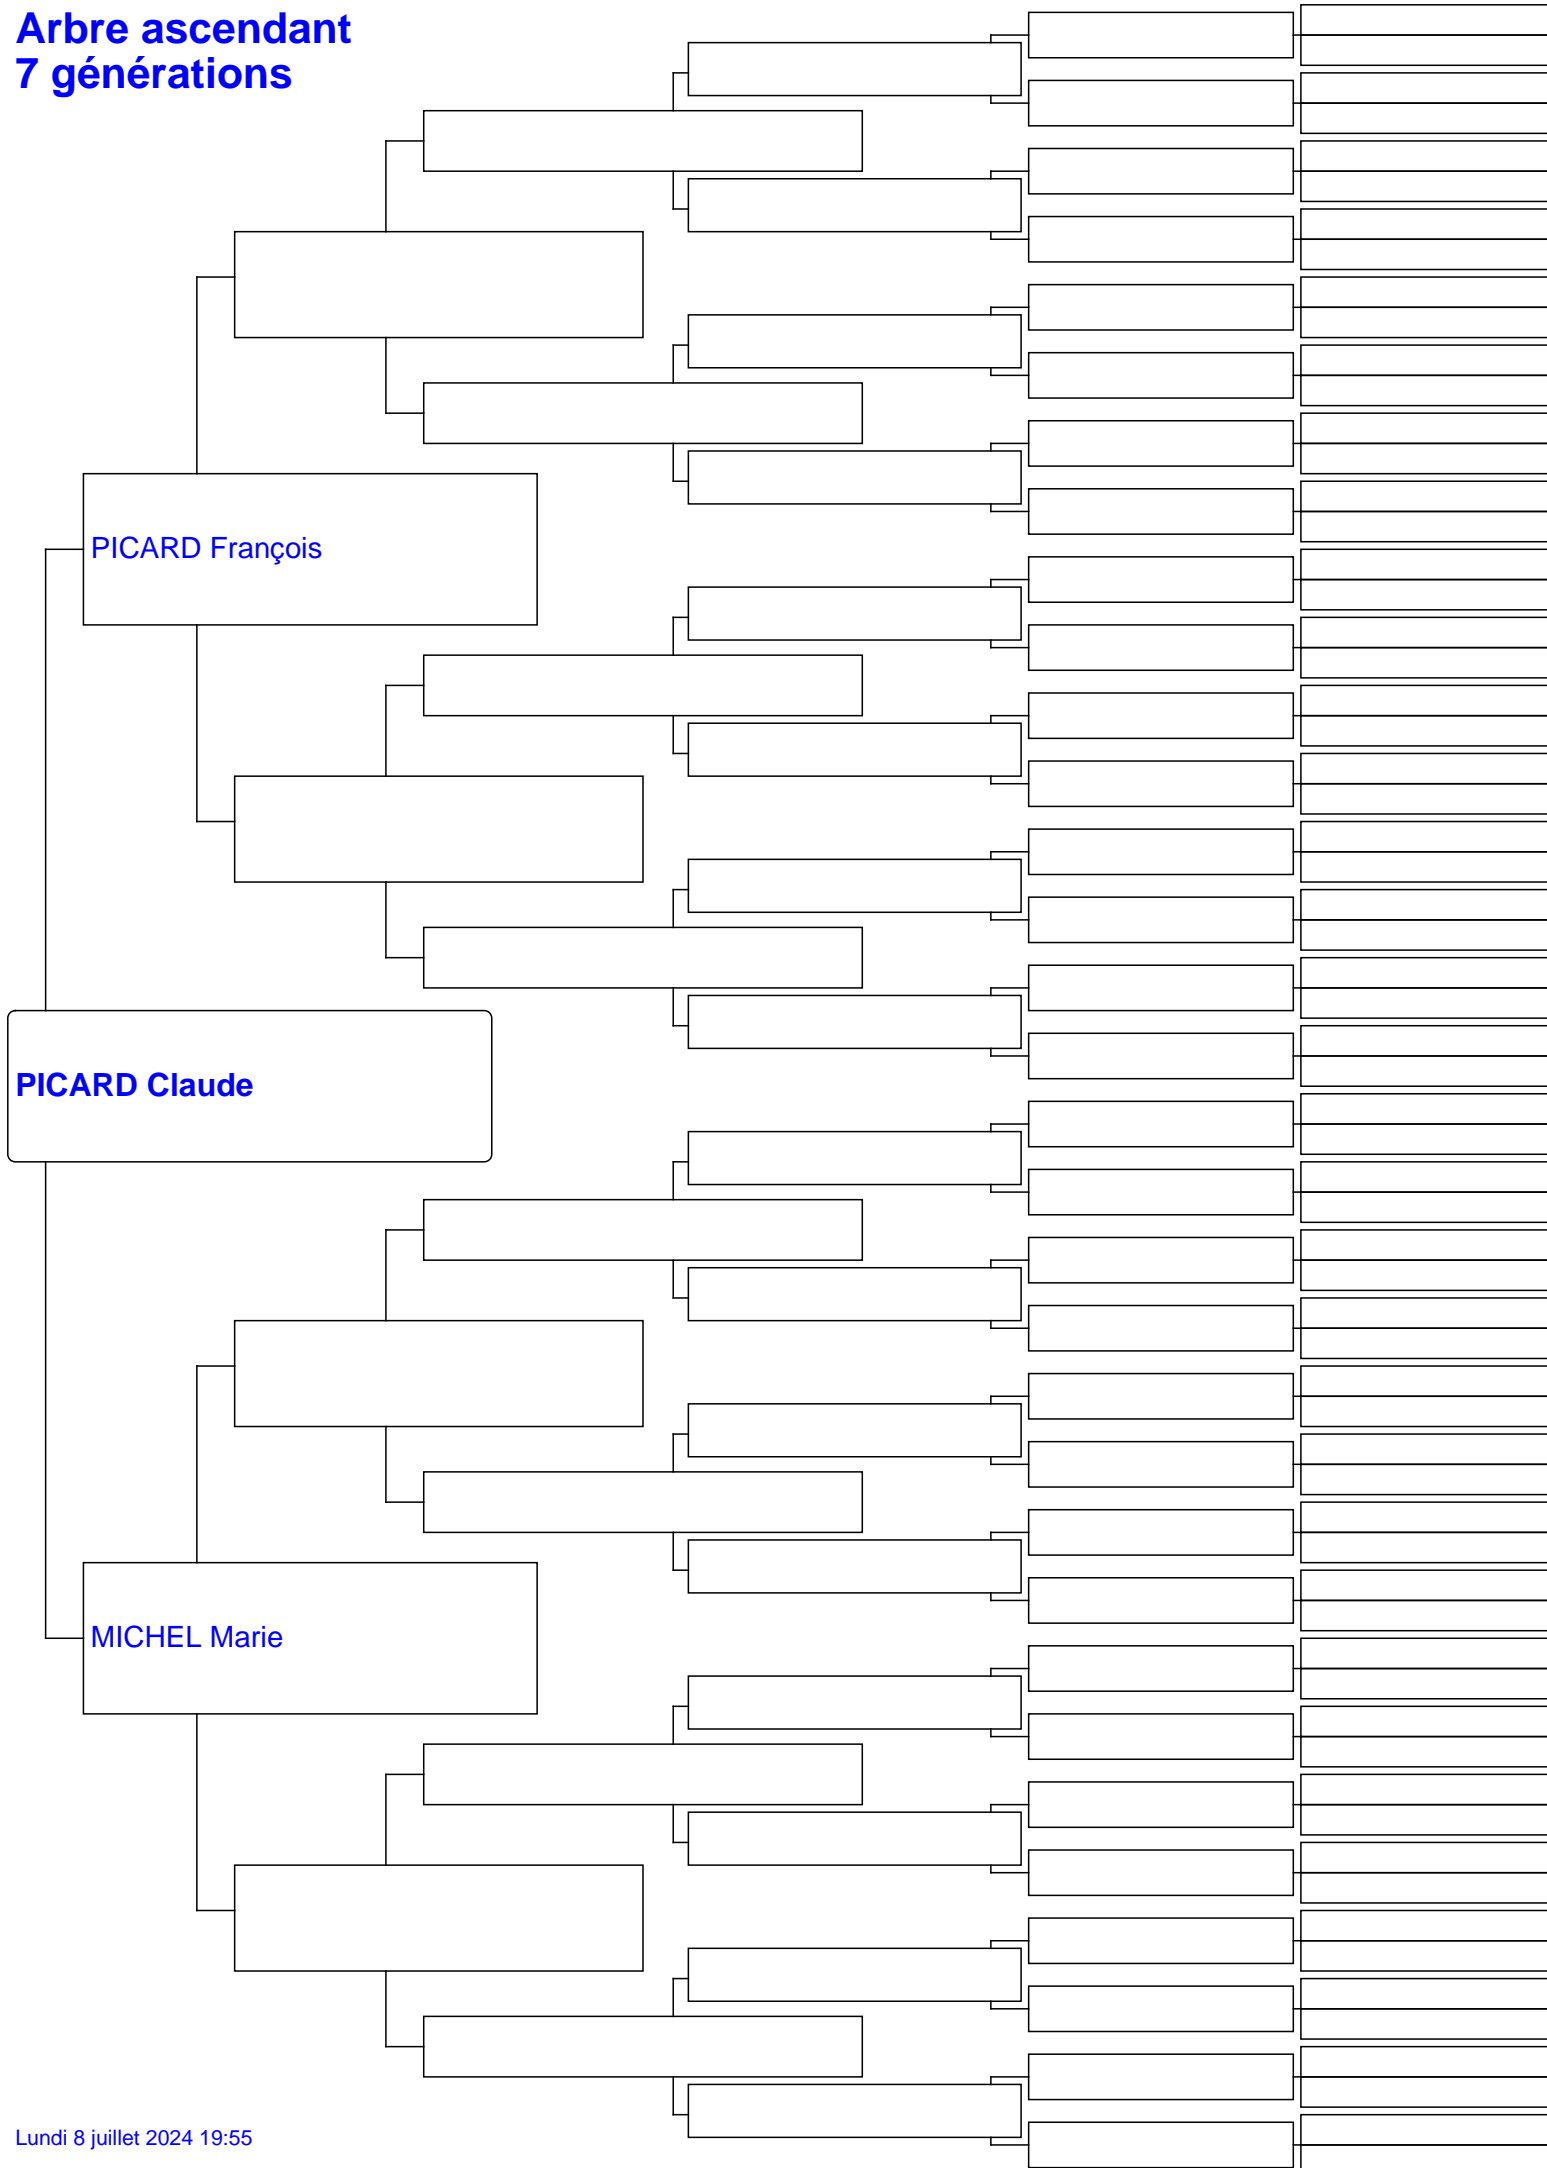 Arbre ascendant
7 générations
PICARD François
PICARD Claude
MICHEL Marie
Lundi 8 juillet 2024 19:55